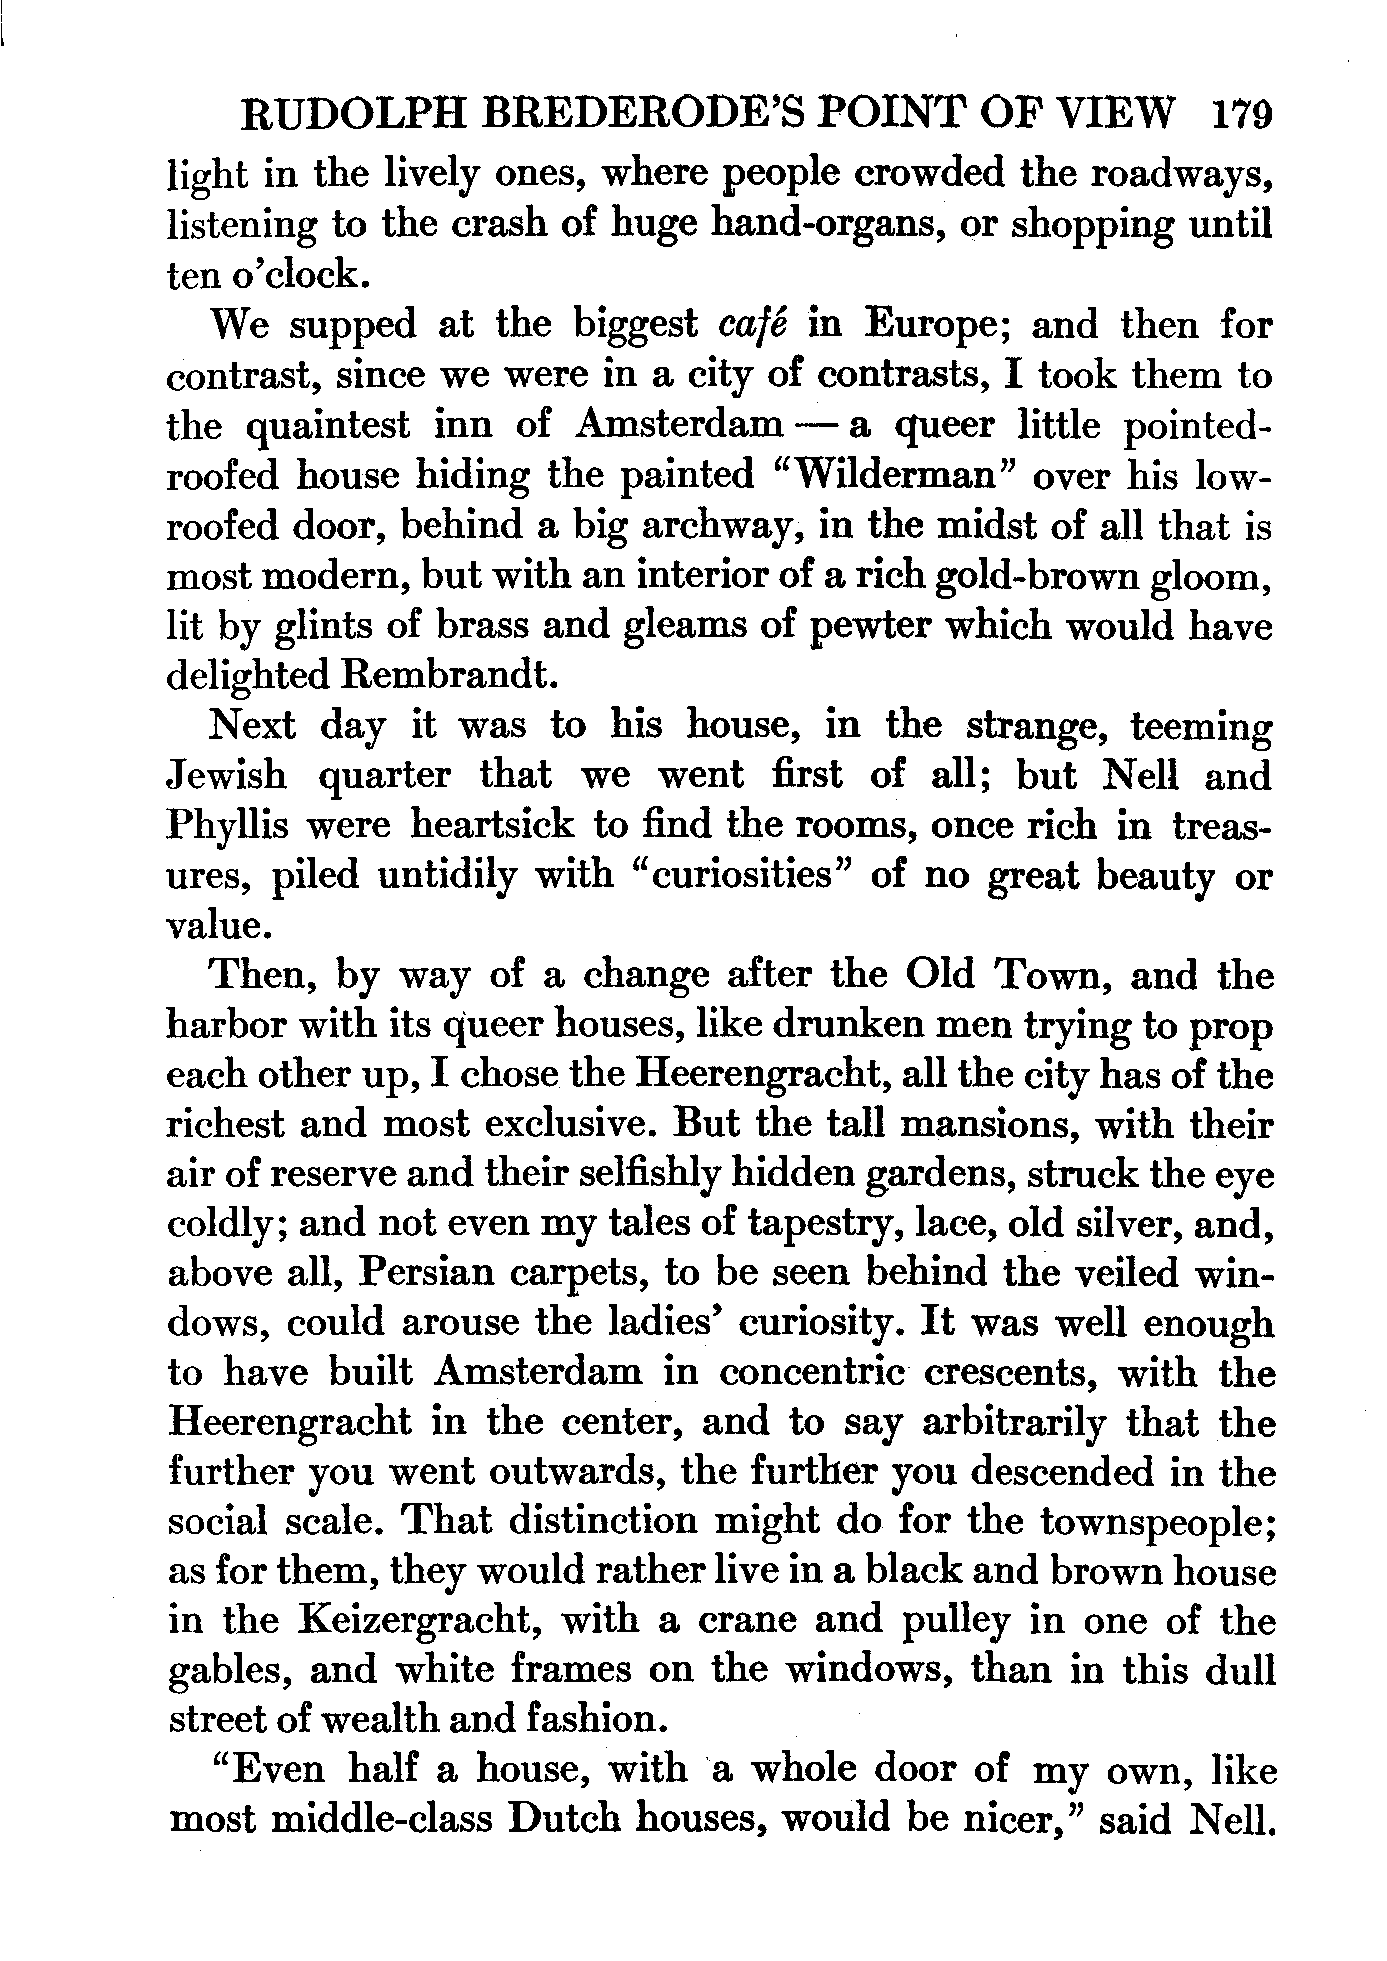 RUDOLPH BREDERODE'S POINT OF VIEW 179
light in the lively ones, where people crowded the roadways,
listening to the crash of huge hand-organs, or shopping until
ten o'clock.
We supped at the biggest café in Europe; and then for
contrast, since we were in a city of contrasts, I took them to
the quaintest inn of Amsterdam — a queer little pointed-
roofed house hiding the painted "Wilderman" over his low-
roofed door, behind a big archway, in the midst of all that is
most modern, but with an interior of a rich gold-brown gloom,
lit by glints of brass and gleams of pewter which would have
delighted Rembrandt.
Next day it was to his house, in the strange, teeming
Jewish quarter that we went first of all; but Nell and
Phyllis were heartsick to find the rooms, once rich in treas-
ures, piled untidily with "curiosities" of no great beauty or
value.
Then, by way of a change after the Old Town, and the
harbor with its queer houses, like drunken men trying to prop
each other up, I chose the Heerengracht, all the city has of the
richest and most exclusive. But the tall mansions, with their
air of reserve and their selfishly hidden gardens, struck the eye
coldly; and not even my tales of tapestry, lace, old silver, and,
above all, Persian carpets, to be seen behind the veiled win-
dows, could arouse the ladies' curiosity. It was well enough
to have built Amsterdam in concentric crescents, with the
Heerengracht in the center, and to say arbitrarily that the
further you went outwards, the further you descended in the
social scale. That distinction might do for the townspeople;
as for them, they would rather live in a black and brown house
in the Keizergracht, with a crane and pulley in one of the
gables, and white frames on the windows, than in this dull
street of wealth and fashion.
"Even half a house, with a whole door of my own, like
most middle-class Dutch houses, would be nicer," said Nell.